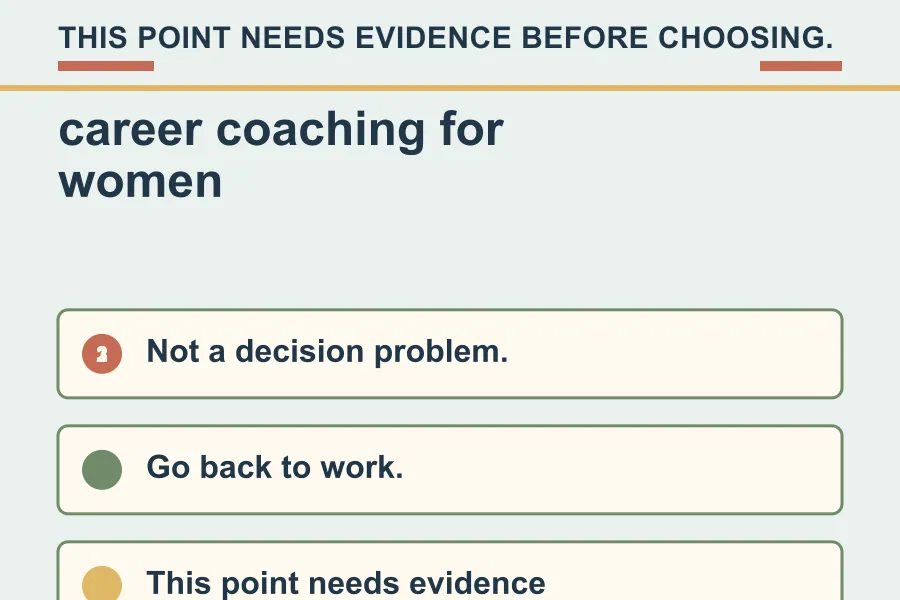 THIS POINT NEEDS EVIDENCE BEFORE CHOOSING.
career coaching for
women
Not a decision problem.
Go back to work.
This point needs evidence